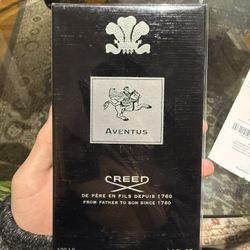 AVENTUS
CREED
DE PÈRE EN FILS DEPUIS 1760
FROM FATHER TO SON SINCE 1760